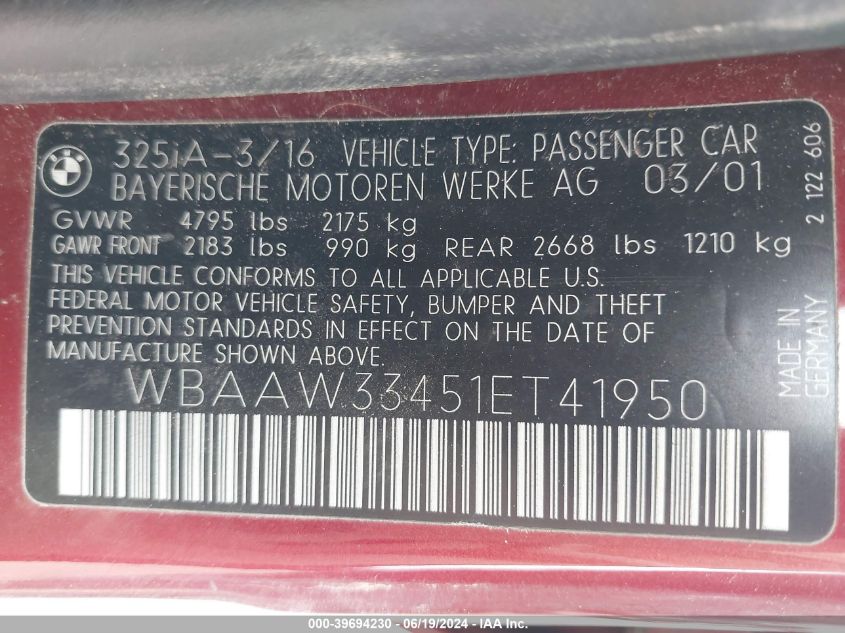 BMW
325iA-3/16 VEHICLE TYPE: PASSENGER CAR
BAYERISCHE MOTOREN WERKE AG 03/01
GVWR 4795 lbs 2175 kg
GAWR FRONT 2183 lbs 990 kg REAR 2668 lbs 1210 kg
THIS VEHICLE CONFORMS TO ALL APPLICABLE U.S.
FEDERAL MOTOR VEHICLE SAFETY, BUMPER AND THEFT
PREVENTION STANDARDS IN EFFECT ON THE DATE OF
MANUFACTURE SHOWN ABOVE.
WBAAW33451ET41950
2 122 606
MADE IN
GERMANY
000-39694230 - 06/19/2024 - IAAI.COM